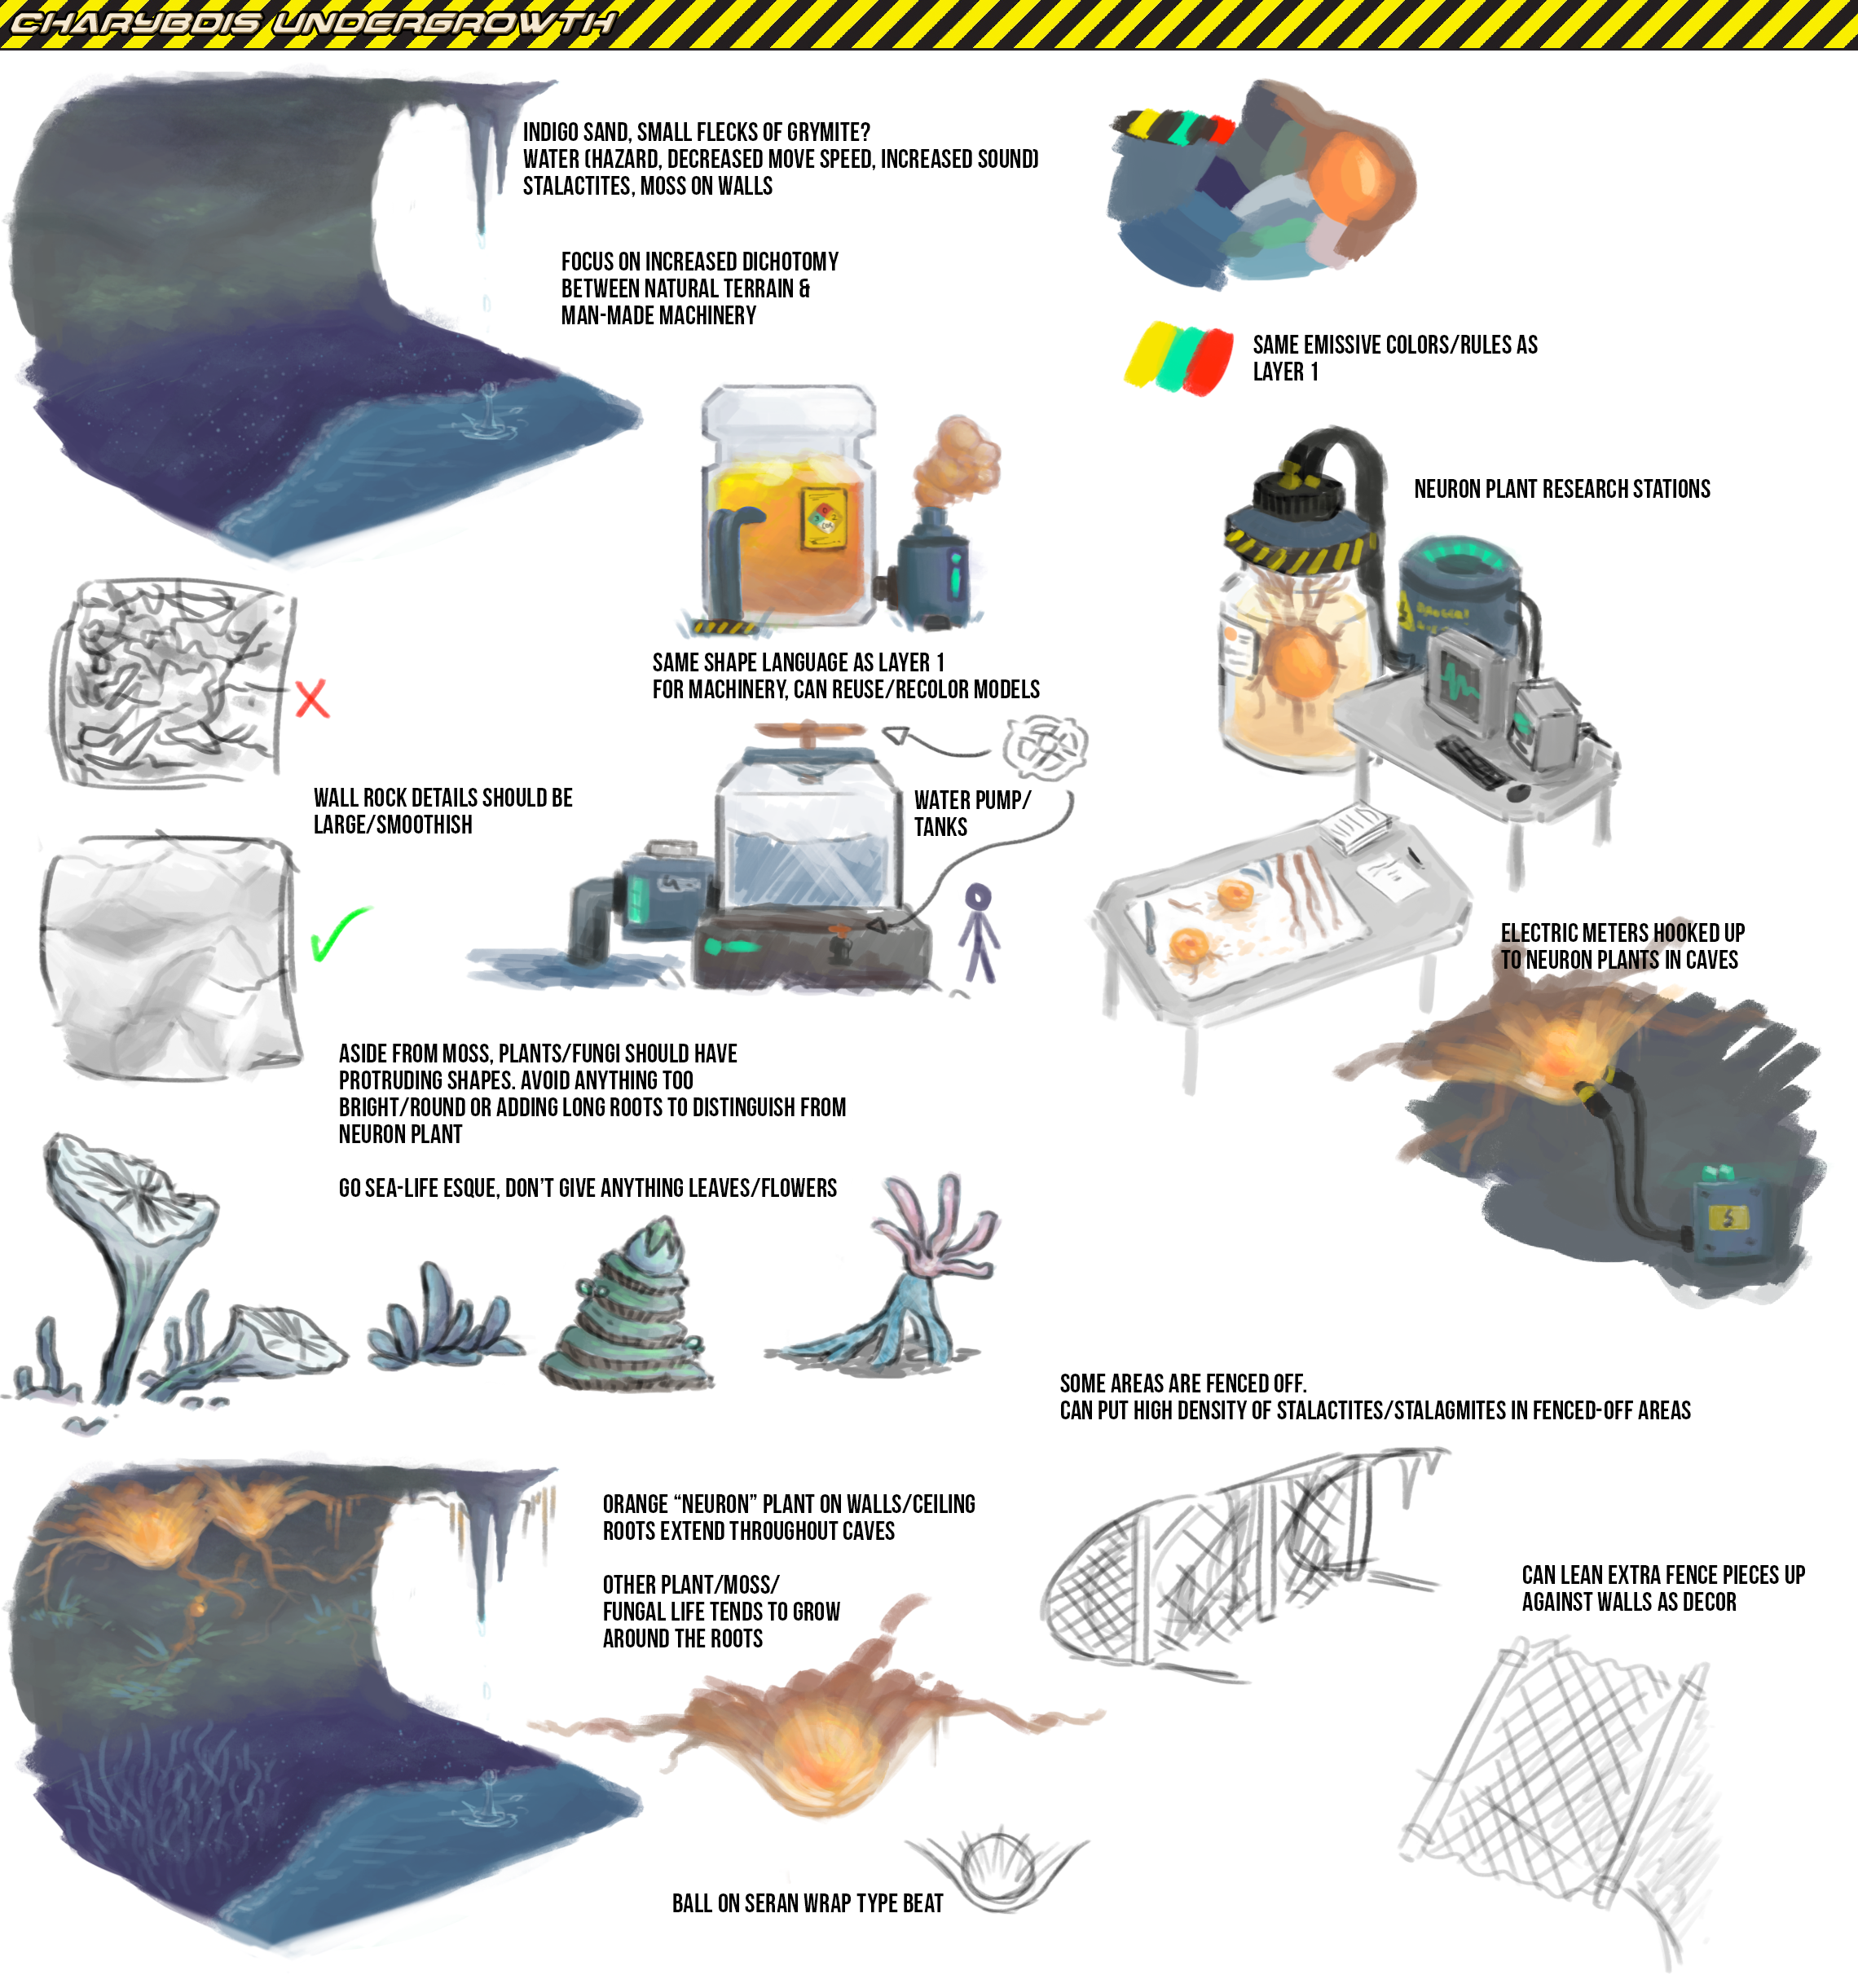 CHARYBDIS UNDERGROWTH
INDIGO SAND, SMALL FLECKS OF GRYMITE?
WATER (HAZARD, DECREASED MOVE SPEED, INCREASED SOUND)
STALACTITES, MOSS ON WALLS
FOCUS ON INCREASED DICHOTOMY
BETWEEN NATURAL TERRAIN &
MAN-MADE MACHINERY
SAME EMISSIVE COLORS/RULES AS
LAYER 1
NEURON PLANT RESEARCH STATIONS
SAME SHAPE LANGUAGE AS LAYER 1
FOR MACHINERY, CAN REUSE/RECOLOR MODELS
WATER PUMP/
TANKS
WALL ROCK DETAILS SHOULD BE
LARGE/SMOOTHISH
ELECTRIC METERS HOOKED UP
TO NEURON PLANTS IN CAVES
ASIDE FROM MOSS, PLANTS/FUNGI SHOULD HAVE
PROTRUDING SHAPES. AVOID ANYTHING TOO
BRIGHT/ROUND OR ADDING LONG ROOTS TO DISTINGUISH FROM
NEURON PLANT
GO SEA-LIFE ESQUE, DON'T GIVE ANYTHING LEAVES/FLOWERS
SOME AREAS ARE FENCED OFF.
CAN PUT HIGH DENSITY OF STALACTITES/STALAGMITES IN FENCED-OFF AREAS
ORANGE “NEURON” PLANT ON WALLS/CEILING
ROOTS EXTEND THROUGHOUT CAVES
OTHER PLANT/MOSS/
FUNGAL LIFE TENDS TO GROW
AROUND THE ROOTS
CAN LEAN EXTRA FENCE PIECES UP
AGAINST WALLS AS DECOR
BALL ON SERAN WRAP TYPE BEAT